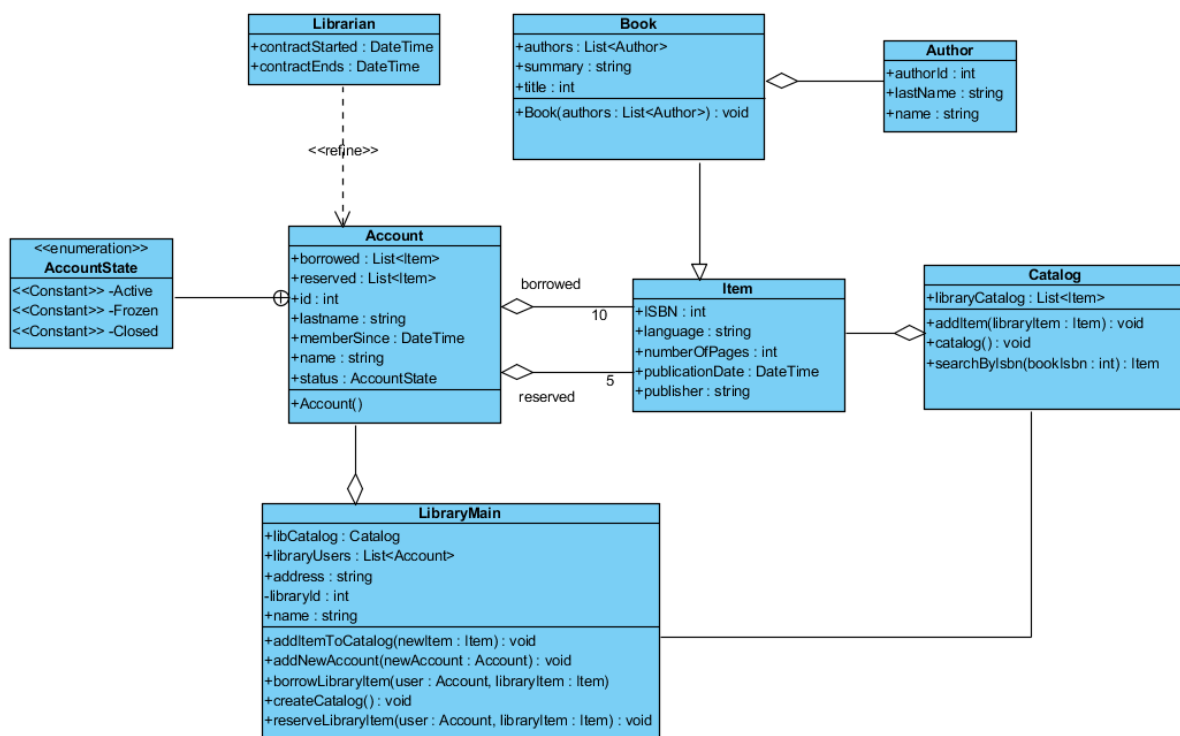 Librarian
+contractStarted : DateTime
+contractEnds : DateTime
Book
+authors : List<Author>
+summary : string
+title : int
+Book(authors : List<Author>) : void
Author
+authorId : int
+lastName : string
+name : string
<<refine>>
<<enumeration>>
AccountState
<<Constant>> -Active
<<Constant>> -Frozen
<<Constant>> -Closed
Account
+borrowed : List<Item>
+reserved : List<Item>
+id : int
+lastname : string
+memberSince : DateTime
+name : string
+status : AccountState
+Account()
borrowed
10
5
reserved
Item
+ISBN : int
+language : string
+numberOfPages : int
+publicationDate : DateTime
+publisher : string
Catalog
+libraryCatalog : List<Item>
+addItem(libraryItem : Item) : void
+catalog() : void
+searchByIsbn(bookIsbn : int) : Item
LibraryMain
+libCatalog : Catalog
+libraryUsers : List<Account>
+address : string
-libraryId : int
+name : string
+addItemToCatalog(newItem : Item) : void
+addNewAccount(newAccount : Account) : void
+borrowLibraryItem(user : Account, libraryItem : Item)
+createCatalog() : void
+reserveLibraryItem(user : Account, libraryItem : Item) : void